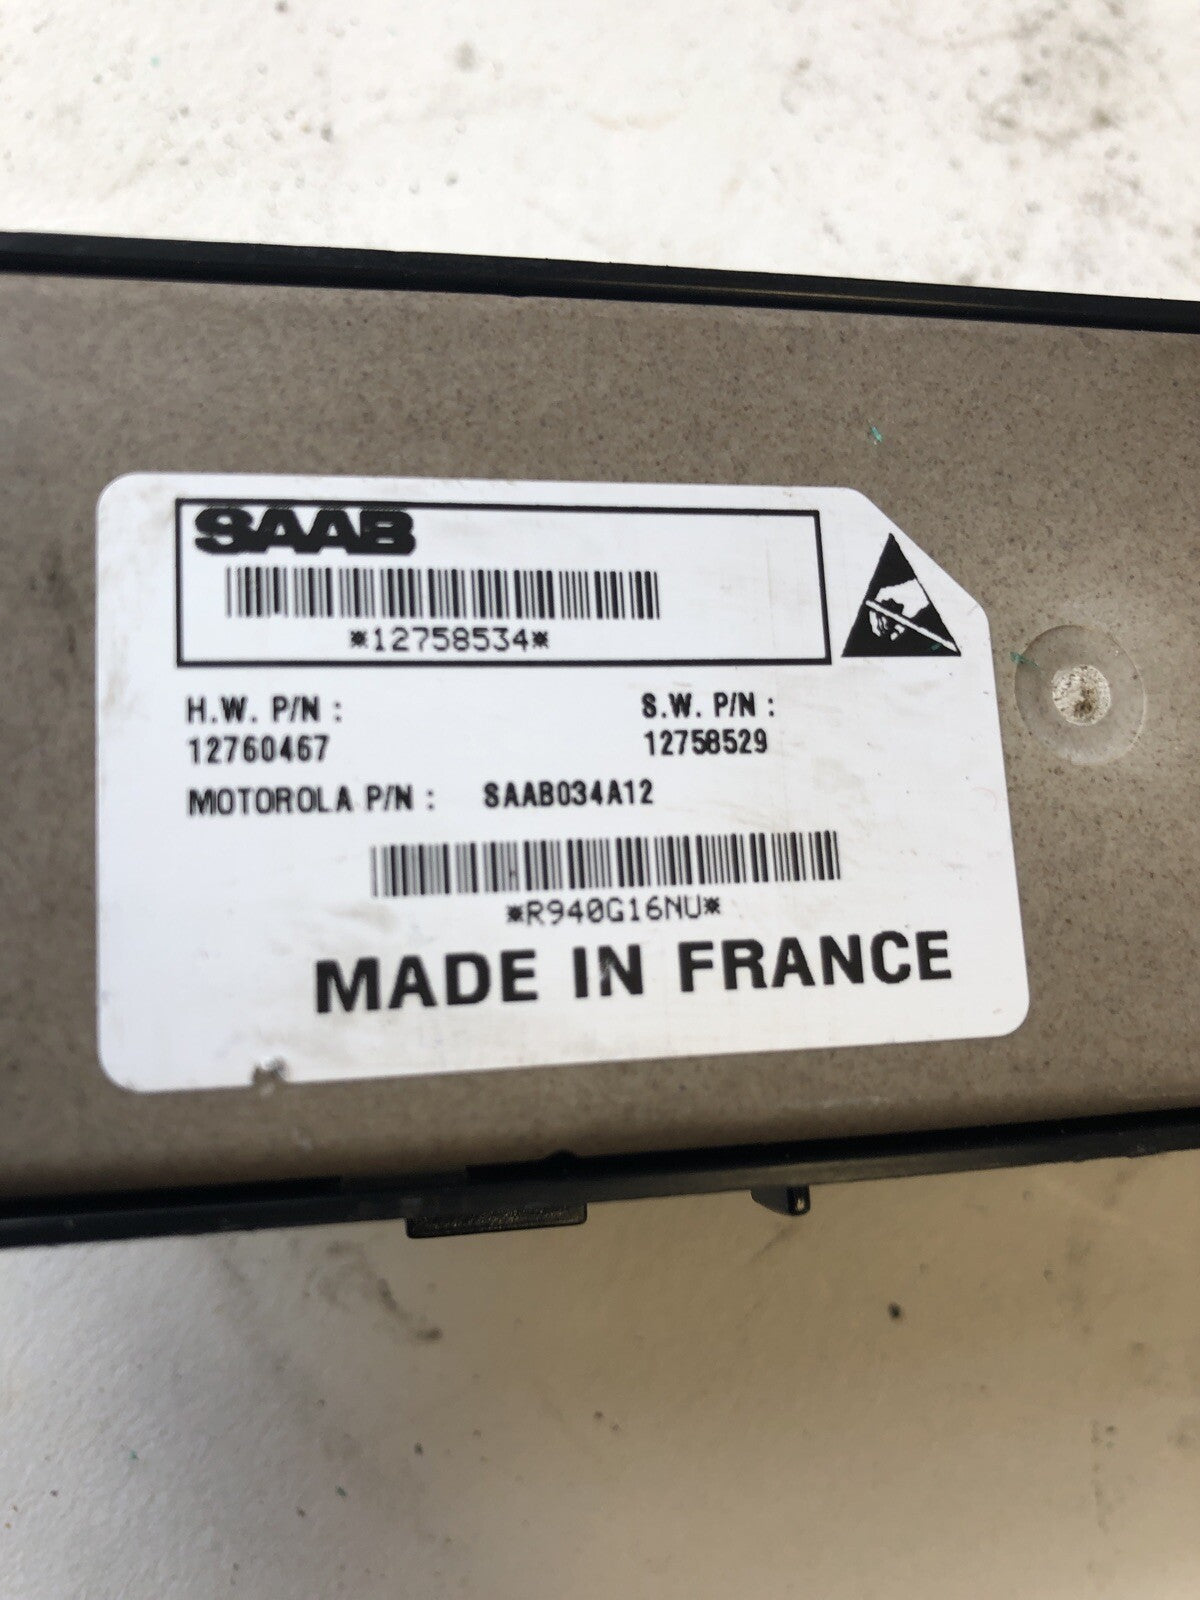 SAAB
*12758534*
H.W. P/N :
12760467
S.W. P/N :
12758529
MOTOROLA P/N : SAAB034A12
*R940G16NU*
MADE IN FRANCE